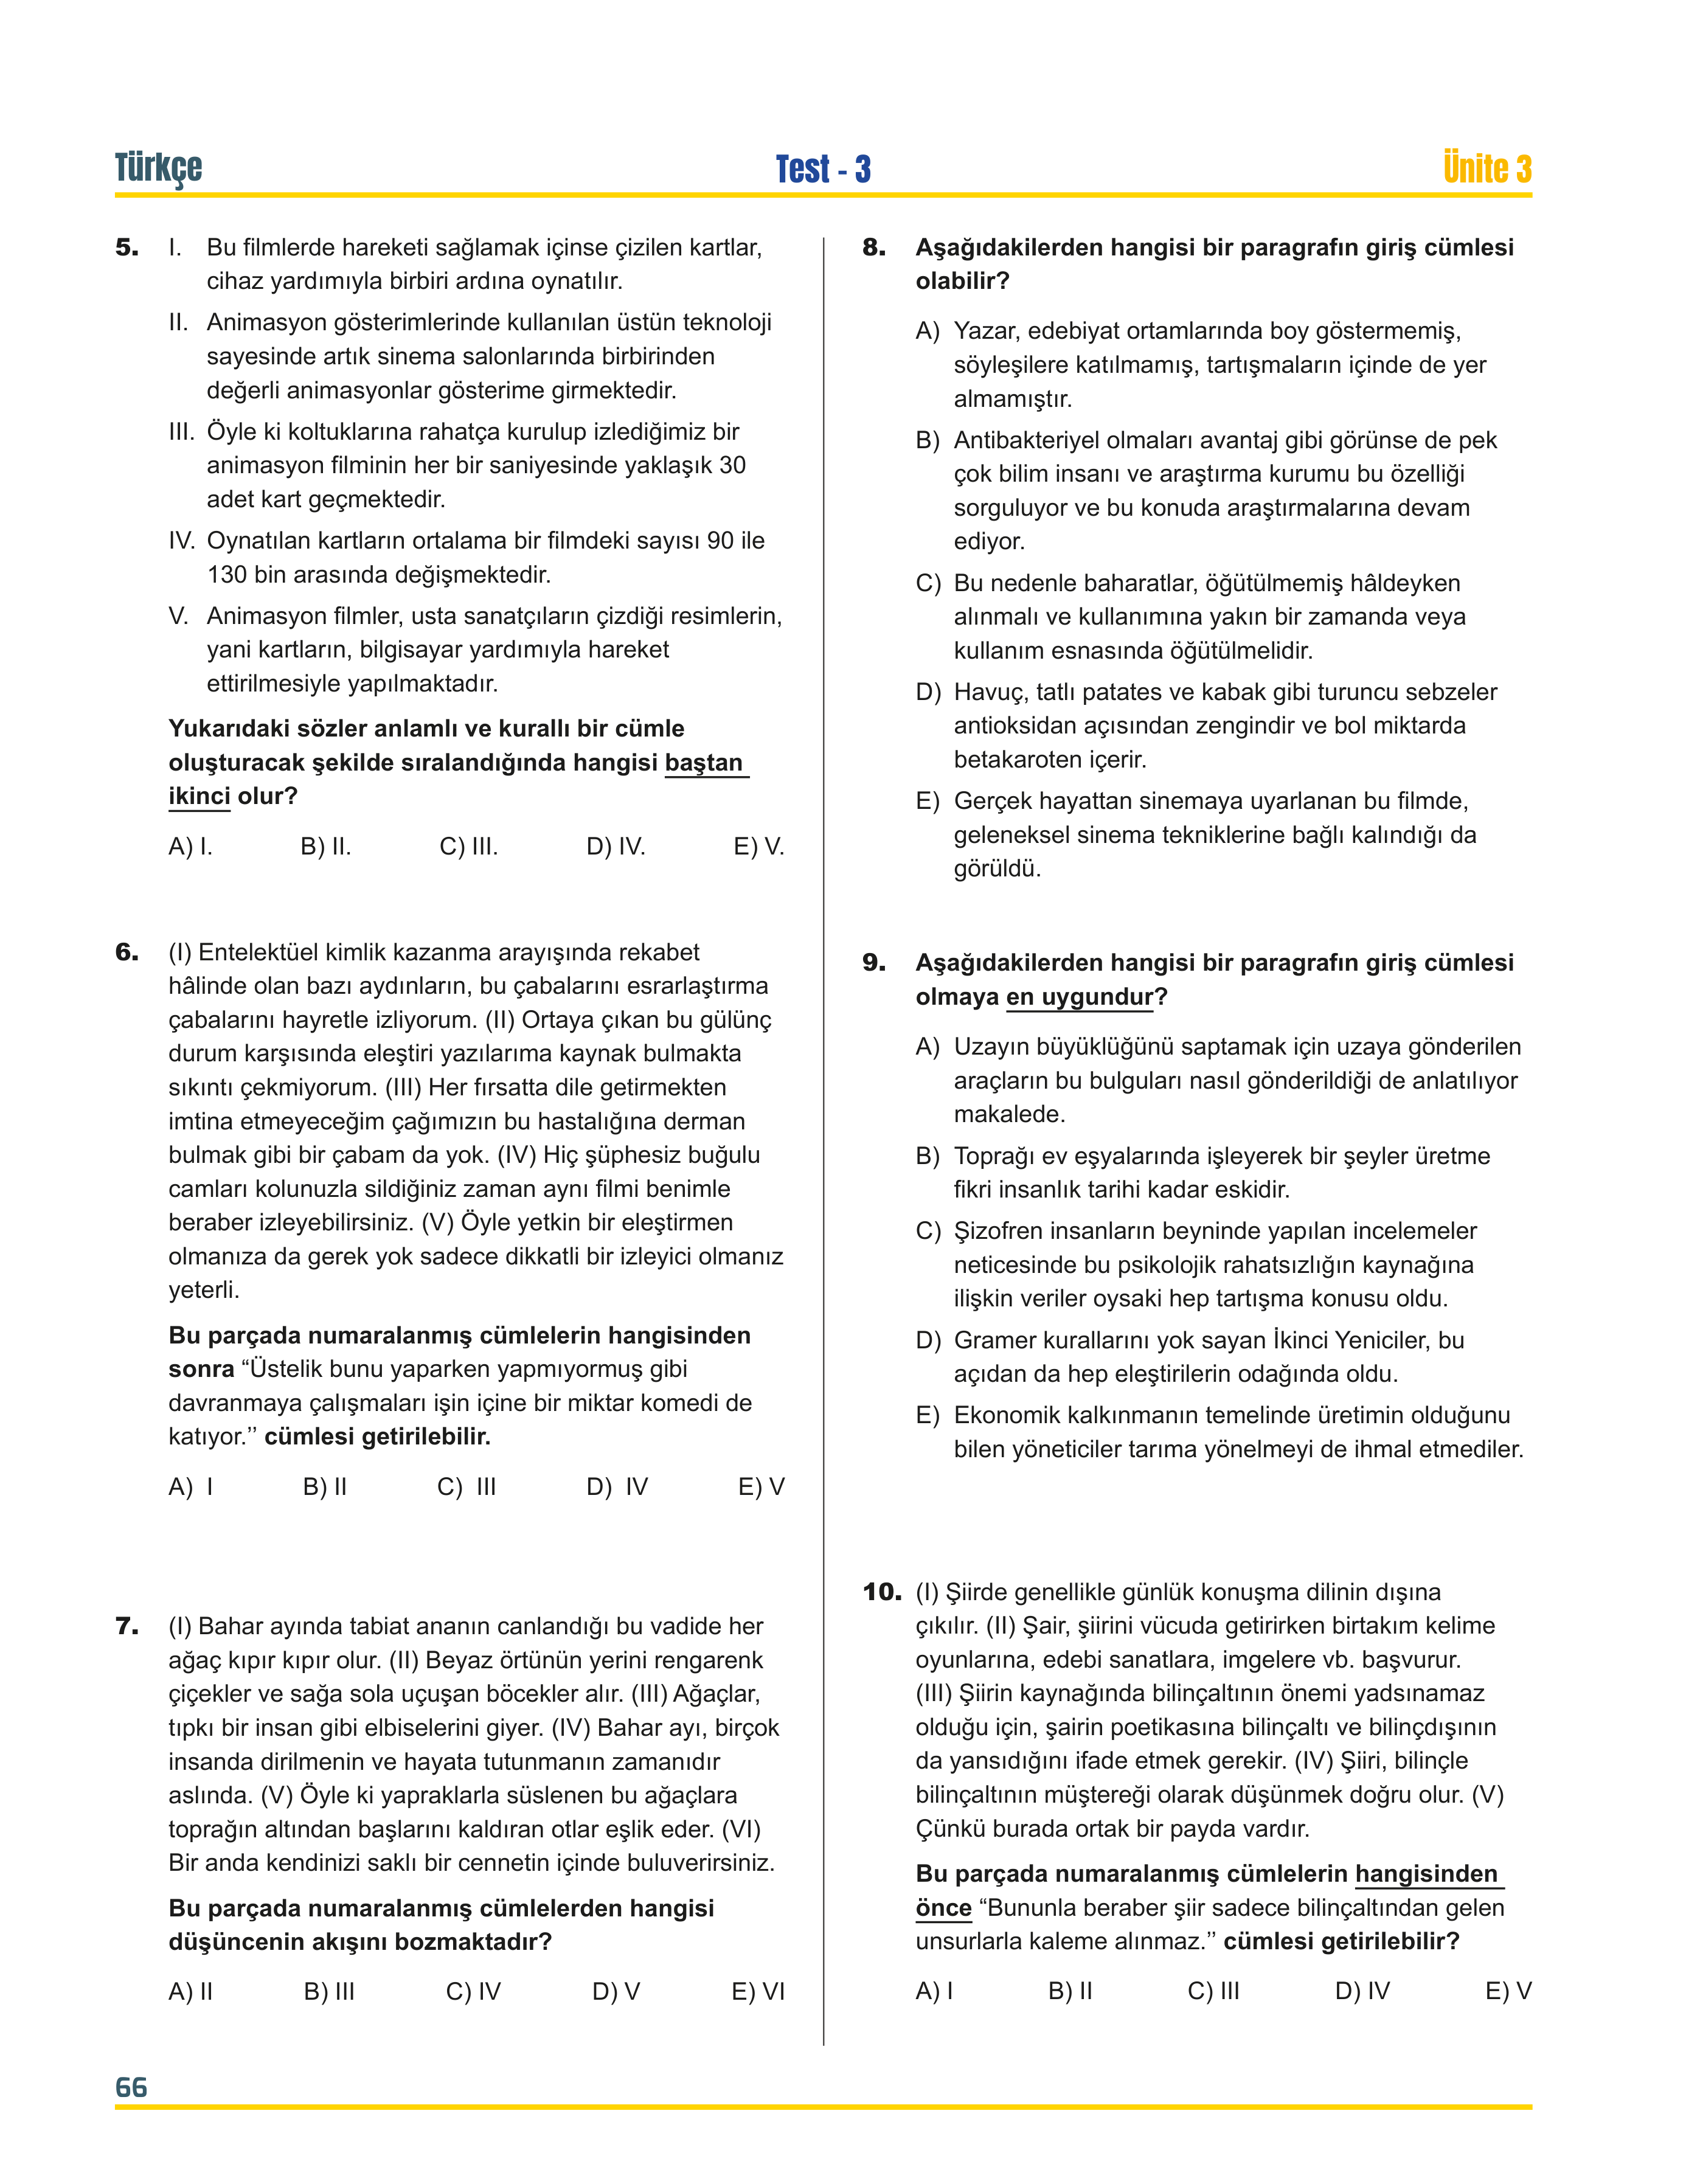 Türkçe
Test - 3
Ünite 3
5. I. Bu filmlerde hareketi sağlamak içinse çizilen kartlar,
cihaz yardımıyla birbiri ardına oynatılır.
II. Animasyon gösterimlerinde kullanılan üstün teknoloji
sayesinde artık sinema salonlarında birbirinden
değerli animasyonlar gösterime girmektedir.
III. Öyle ki koltuklarına rahatça kurulup izlediğimiz bir
animasyon filminin her bir saniyesinde yaklaşık 30
adet kart geçmektedir.
IV. Oynatılan kartların ortalama bir filmdeki sayısı 90 ile
130 bin arasında değişmektedir.
V. Animasyon filmler, usta sanatçıların çizdiği resimlerin,
yani kartların, bilgisayar yardımıyla hareket
ettirilmesiyle yapılmaktadır.
Yukarıdaki sözler anlamlı ve kurallı bir cümle
oluşturacak şekilde sıralandığında hangisi baştan
ikinci olur?
A) I. B) II. C) III. D) IV. E) V.
6. (I) Entelektüel kimlik kazanma arayışında rekabet
hâlinde olan bazı aydınların, bu çabalarını esrarlaştırma
çabalarını hayretle izliyorum. (II) Ortaya çıkan bu gülünç
durum karşısında eleştiri yazılarıma kaynak bulmakta
sıkıntı çekmiyorum. (III) Her fırsatta dile getirmekten
imtina etmeyeceğim çağımızın bu hastalığına derman
bulmak gibi bir çabam da yok. (IV) Hiç şüphesiz buğulu
camları kolunuzla sildiğiniz zaman aynı filmi benimle
beraber izleyebilirsiniz. (V) Öyle yetkin bir eleştirmen
olmanıza da gerek yok sadece dikkatli bir izleyici olmanız
yeterli.
Bu parçada numaralanmış cümlelerin hangisinden
sonra “Üstelik bunu yaparken yapmıyormuş gibi
davranmaya çalışmaları işin içine bir miktar komedi de
katıyor.’’ cümlesi getirilebilir.
A) I B) II C) III D) IV E) V
7. (I) Bahar ayında tabiat ananın canlandığı bu vadide her
ağaç kıpır kıpır olur. (II) Beyaz örtünün yerini rengarenk
çiçekler ve sağa sola uçuşan böcekler alır. (III) Ağaçlar,
tıpkı bir insan gibi elbiselerini giyer. (IV) Bahar ayı, birçok
insanda dirilmenin ve hayata tutunmanın zamanıdır
aslında. (V) Öyle ki yapraklarla süslenen bu ağaçlara
toprağın altından başlarını kaldıran otlar eşlik eder. (VI)
Bir anda kendinizi saklı bir cennetin içinde buluverirsiniz.
Bu parçada numaralanmış cümlelerden hangisi
düşüncenin akışını bozmaktadır?
A) II B) III C) IV D) V E) VI
8. Aşağıdakilerden hangisi bir paragrafın giriş cümlesi
olabilir?
A) Yazar, edebiyat ortamlarında boy göstermemiş,
söyleşilere katılmamış, tartışmaların içinde de yer
almamıştır.
B) Antibakteriyel olmaları avantaj gibi görünse de pek
çok bilim insanı ve araştırma kurumu bu özelliği
sorguluyor ve bu konuda araştırmalarına devam
ediyor.
C) Bu nedenle baharatlar, öğütülmemiş hâldeyken
alınmalı ve kullanımına yakın bir zamanda veya
kullanım esnasında öğütülmelidir.
D) Havuç, tatlı patates ve kabak gibi turuncu sebzeler
antioksidan açısından zengindir ve bol miktarda
betakaroten içerir.
E) Gerçek hayattan sinemaya uyarlanan bu filmde,
geleneksel sinema tekniklerine bağlı kalındığı da
görüldü.
9. Aşağıdakilerden hangisi bir paragrafın giriş cümlesi
olmaya en uygundur?
A) Uzayın büyüklüğünü saptamak için uzaya gönderilen
araçların bu bulguları nasıl gönderildiği de anlatılıyor
makalede.
B) Toprağı ev eşyalarında işleyerek bir şeyler üretme
fikri insanlık tarihi kadar eskidir.
C) Şizofren insanların beyninde yapılan incelemeler
neticesinde bu psikolojik rahatsızlığın kaynağına
ilişkin veriler oysaki hep tartışma konusu oldu.
D) Gramer kurallarını yok sayan İkinci Yeniciler, bu
açıdan da hep eleştirilerin odağında oldu.
E) Ekonomik kalkınmanın temelinde üretimin olduğunu
bilen yöneticiler tarıma yönelmeyi de ihmal etmediler.
10. (I) Şiirde genellikle günlük konuşma dilinin dışına
çıkılır. (II) Şair, şiirini vücuda getirirken birtakım kelime
oyunlarına, edebi sanatlara, imgelere vb. başvurur.
(III) Şiirin kaynağında bilinçaltının önemi yadsınamaz
olduğu için, şairin poetikasına bilinçaltı ve bilinçdışının
da yansıdığını ifade etmek gerekir. (IV) Şiiri, bilinçle
bilinçaltının müştereği olarak düşünmek doğru olur. (V)
Çünkü burada ortak bir payda vardır.
Bu parçada numaralanmış cümlelerin hangisinden
önce “Bununla beraber şiir sadece bilinçaltından gelen
unsurlarla kaleme alınmaz.’’ cümlesi getirilebilir?
A) I B) II C) III D) IV E) V
66